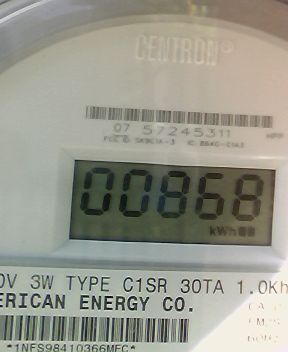 CENTRON®
07 57245311
00868
kWh
0V 3W TYPE C1SR 30TA 1.0Kh
ERICAN ENERGY CO.
*1NFS98410366MEC*